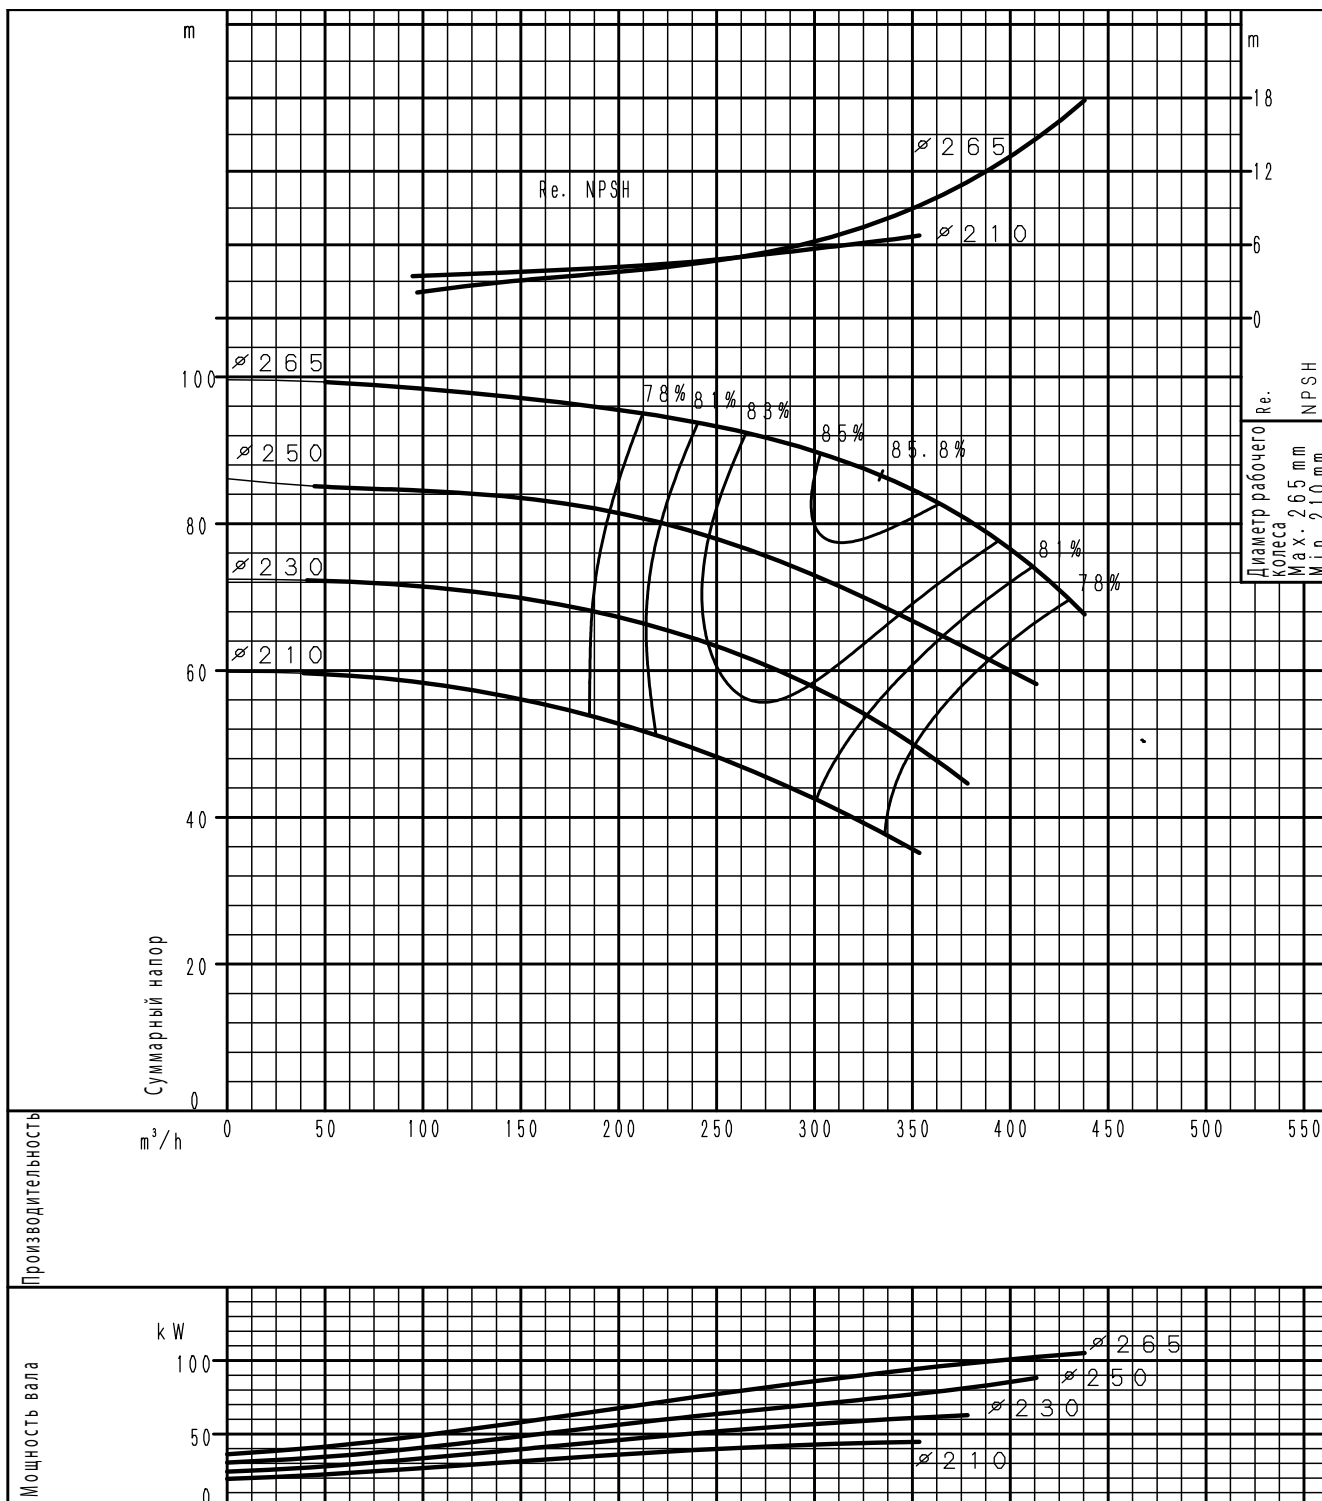 m
m
18
⌀265
12
Re. NPSH
⌀210
6
0
Re. NPSH
⌀265
100
78%
81%
83%
85%
85.8%
⌀250
80
81%
78%
Диаметр рабочего
колеса
Max. 265mm
Min. 210mm
⌀230
⌀210
60
40
20
Суммарный напор
0
Производительность
m³/h
0 50 100 150 200 250 300 350 400 450 500 550
Мощность вала
kW
100
⌀265
⌀250
50
⌀230
⌀210
0